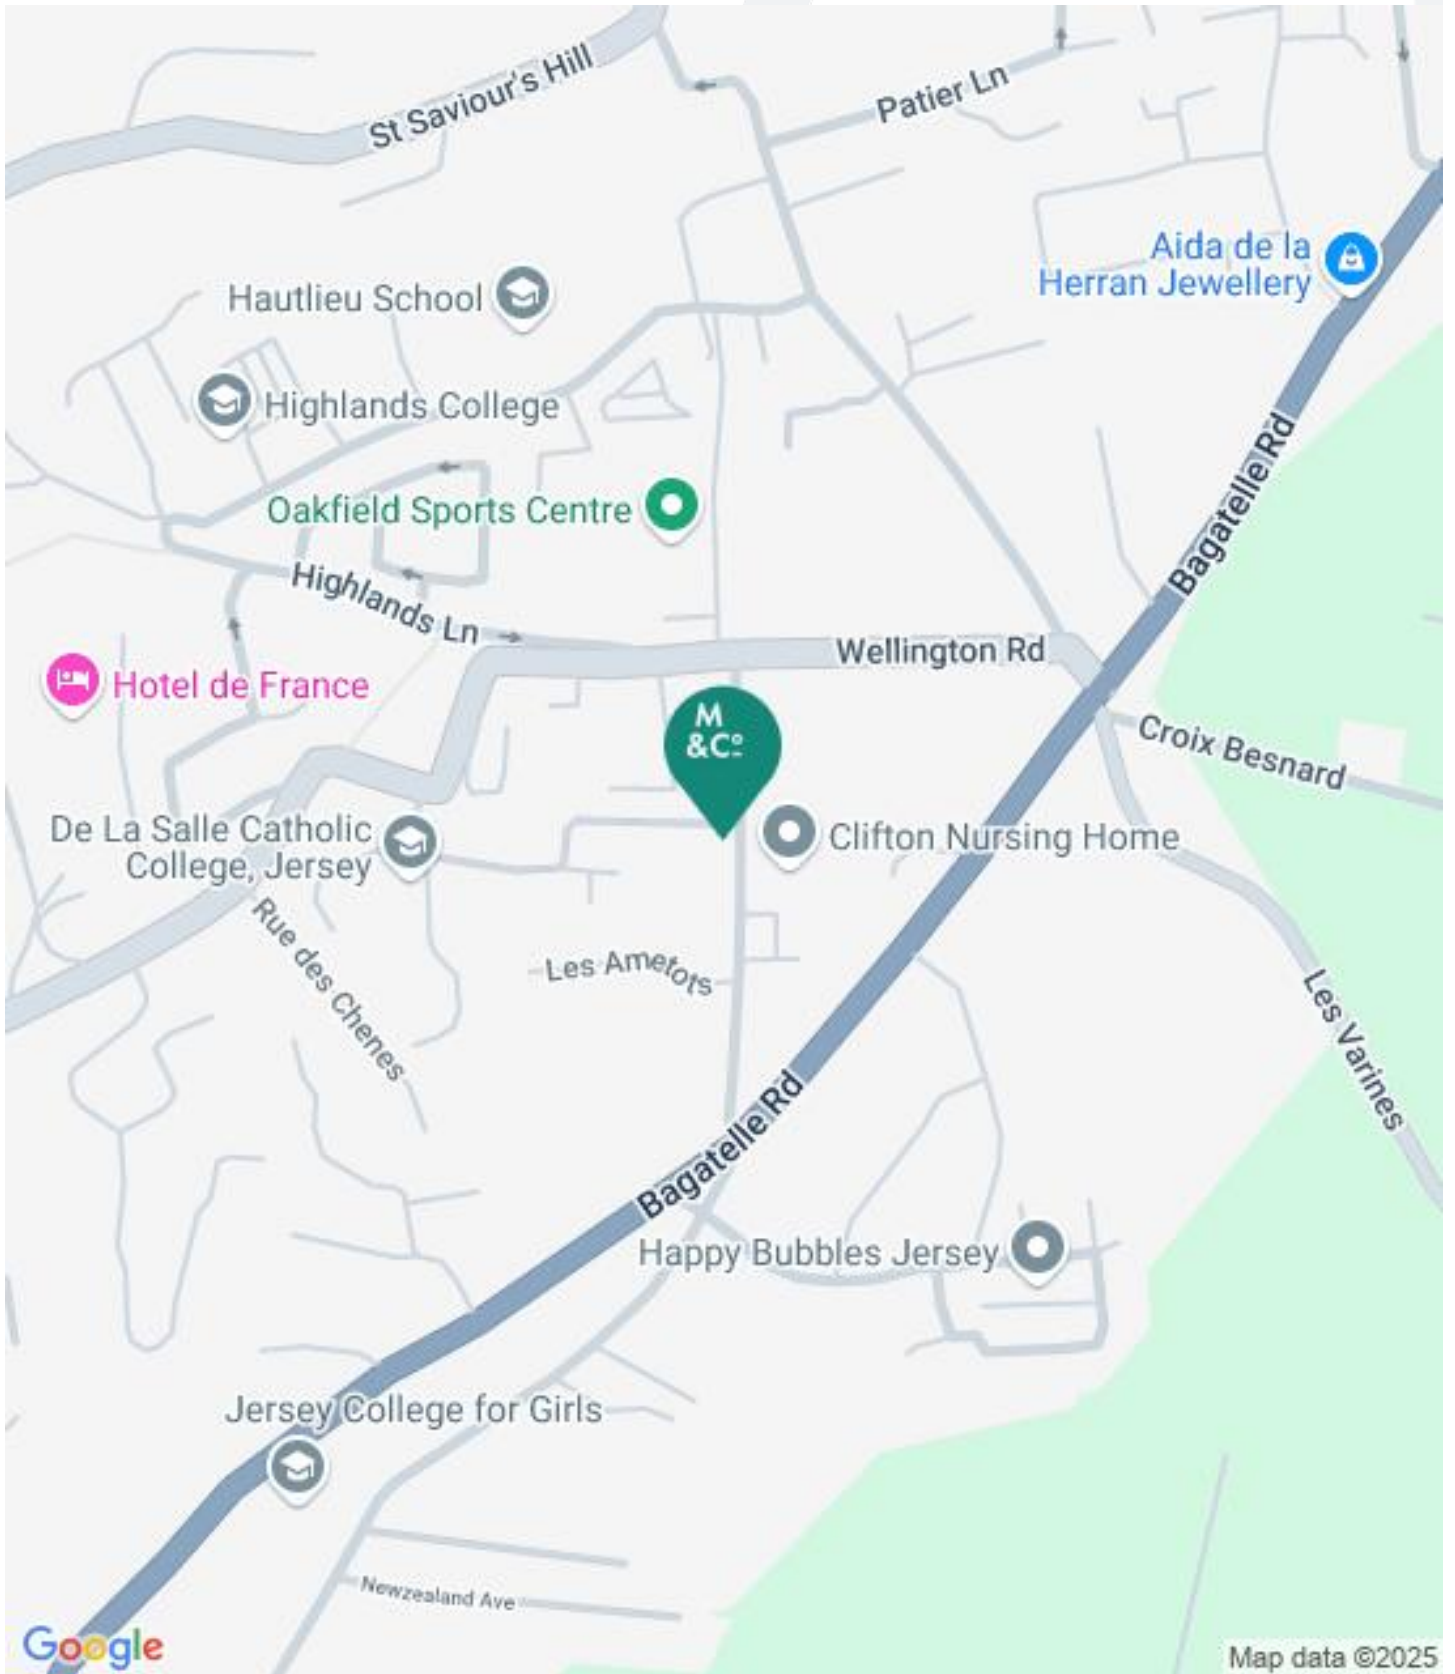 St Saviour's Hill
Patier Ln
Aida de la
Herran Jewellery
Hautlieu School
Highlands College
Bagatelle Rd
Oakfield Sports Centre
Highlands Ln
Wellington Rd
Hotel de France
M
&Co
Croix Besnard
De La Salle Catholic
College, Jersey
Clifton Nursing Home
Rue des Chenes
Les Ametots
Les Varines
Bagatelle Rd
Happy Bubbles Jersey
Jersey College for Girls
Newzealand Ave
Google
Map data ©2025